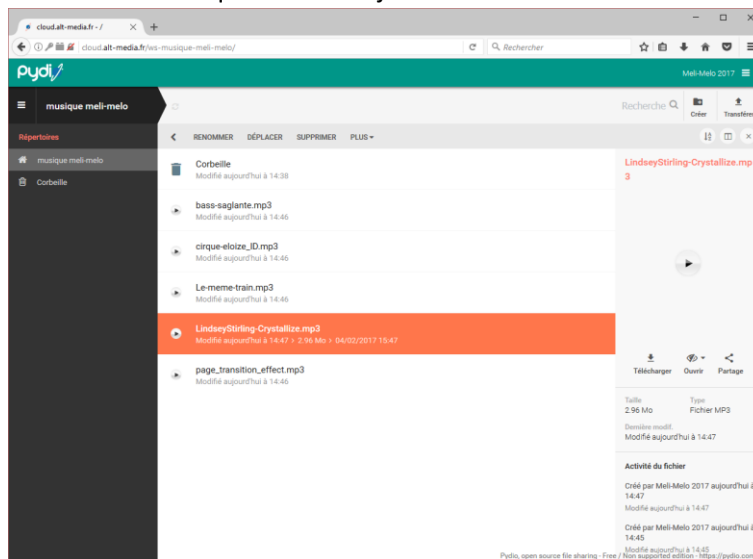 cloud.alt-media.fr - /
cloud.alt-media.fr/ws-musique-meli-melo/
Rechercher
Pydi
Meli-Melo 2017
musique meli-melo
Recherche
Créer
Transfére
Répertoires
RENOMMER DÉPLACER SUPPRIMER PLUS
musique meli-melo
Corbeille
Corbeille
Modifié aujourd'hui à 14:38
bass-saglante.mp3
Modifié aujourd'hui à 14:46
cirque-eloize_ID.mp3
Modifié aujourd'hui à 14:46
Le-meme-train.mp3
Modifié aujourd'hui à 14:46
LindseyStirling-Crystallize.mp3
Modifié aujourd'hui à 14:47 › 2.96 Mo › 04/02/2017 15:47
page_transition_effect.mp3
Modifié aujourd'hui à 14:46
LindseyStirling-Crystallize.mp
3
Télécharger Ouvrir Partage
Taille Type
2.96 Mo Fichier MP3
Dernière modif.
Modifié aujourd'hui à 14:47
Activité du fichier
Créé par Meli-Melo 2017 aujourd'hui à
14:47
Modifié aujourd'hui à 14:47
Créé par Meli-Melo 2017 aujourd'hui à
14:45
Modifié aujourd'hui à 14:45
Pydio, open source file sharing - Free / Non supported edition - https://pydio.com